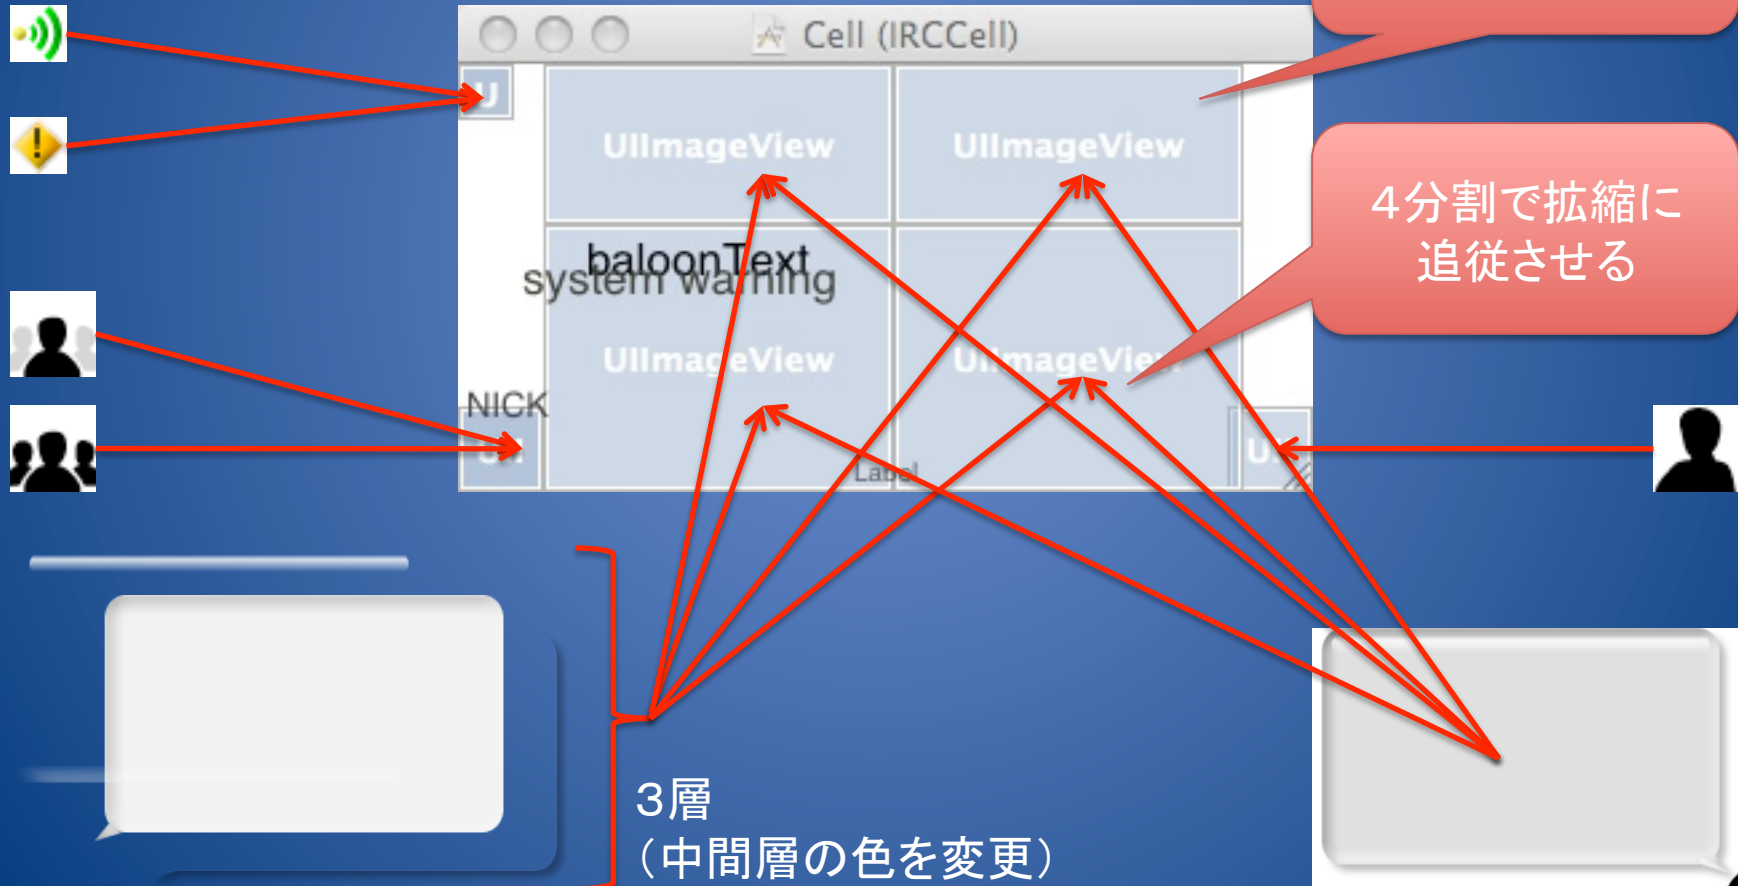 Cell (IRCCell)
U
UIImageView
UIImageView
4分割で拡縮に
追従させる
baloonText
system warning
UIImageView
UIImageView
NICK
Label
3層
（中間層の色を変更）